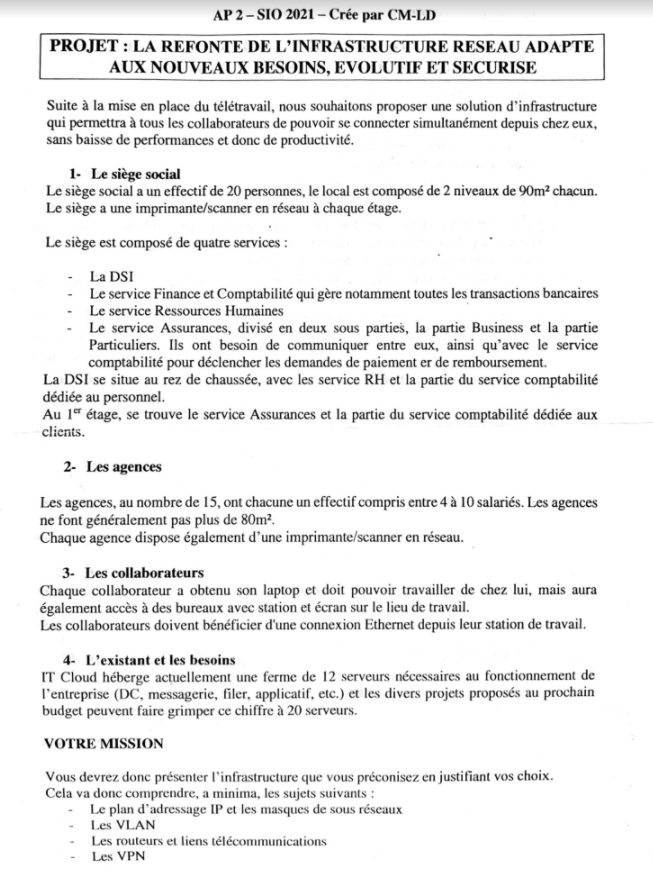 AP 2 – SIO 2021 – Crée par CM-LD
PROJET : LA REFONTE DE L'INFRASTRUCTURE RESEAU ADAPTE
AUX NOUVEAUX BESOINS, EVOLUTIF ET SECURISE
Suite à la mise en place du télétravail, nous souhaitons proposer une solution d'infrastructure
qui permettra à tous les collaborateurs de pouvoir se connecter simultanément depuis chez eux,
sans baisse de performances et donc de productivité.
1- Le siège social
Le siège social a un effectif de 20 personnes, le local est composé de 2 niveaux de 90m² chacun.
Le siège a une imprimante/scanner en réseau à chaque étage.
Le siège est composé de quatre services :
- La DSI
- Le service Finance et Comptabilité qui gère notamment toutes les transactions bancaires
- Le service Ressources Humaines
- Le service Assurances, divisé en deux sous parties, la partie Business et la partie
Particuliers. Ils ont besoin de communiquer entre eux, ainsi qu'avec le service
comptabilité pour déclencher les demandes de paiement er de remboursement.
La DSI se situe au rez de chaussée, avec les service RH et la partie du service comptabilité
dédiée au personnel.
Au 1er étage, se trouve le service Assurances et la partie du service comptabilité dédiée aux
clients.
2- Les agences
Les agences, au nombre de 15, ont chacune un effectif compris entre 4 à 10 salariés. Les agences
ne font généralement pas plus de 80m².
Chaque agence dispose également d'une imprimante/scanner en réseau.
3- Les collaborateurs
Chaque collaborateur a obtenu son laptop et doit pouvoir travailler de chez lui, mais aura
également accès à des bureaux avec station et écran sur le lieu de travail.
Les collaborateurs doivent bénéficier d'une connexion Ethernet depuis leur station de travail.
4- L'existant et les besoins
IT Cloud héberge actuellement une ferme de 12 serveurs nécessaires au fonctionnement de
l'entreprise (DC, messagerie, filer, applicatif, etc.) et les divers projets proposés au prochain
budget peuvent faire grimper ce chiffre à 20 serveurs.
VOTRE MISSION
Vous devrez donc présenter l'infrastructure que vous préconisez en justifiant vos choix.
Cela va donc comprendre, a minima, les sujets suivants :
- Le plan d'adressage IP et les masques de sous réseaux
- Les VLAN
- Les routeurs et liens télécommunications
- Les VPN